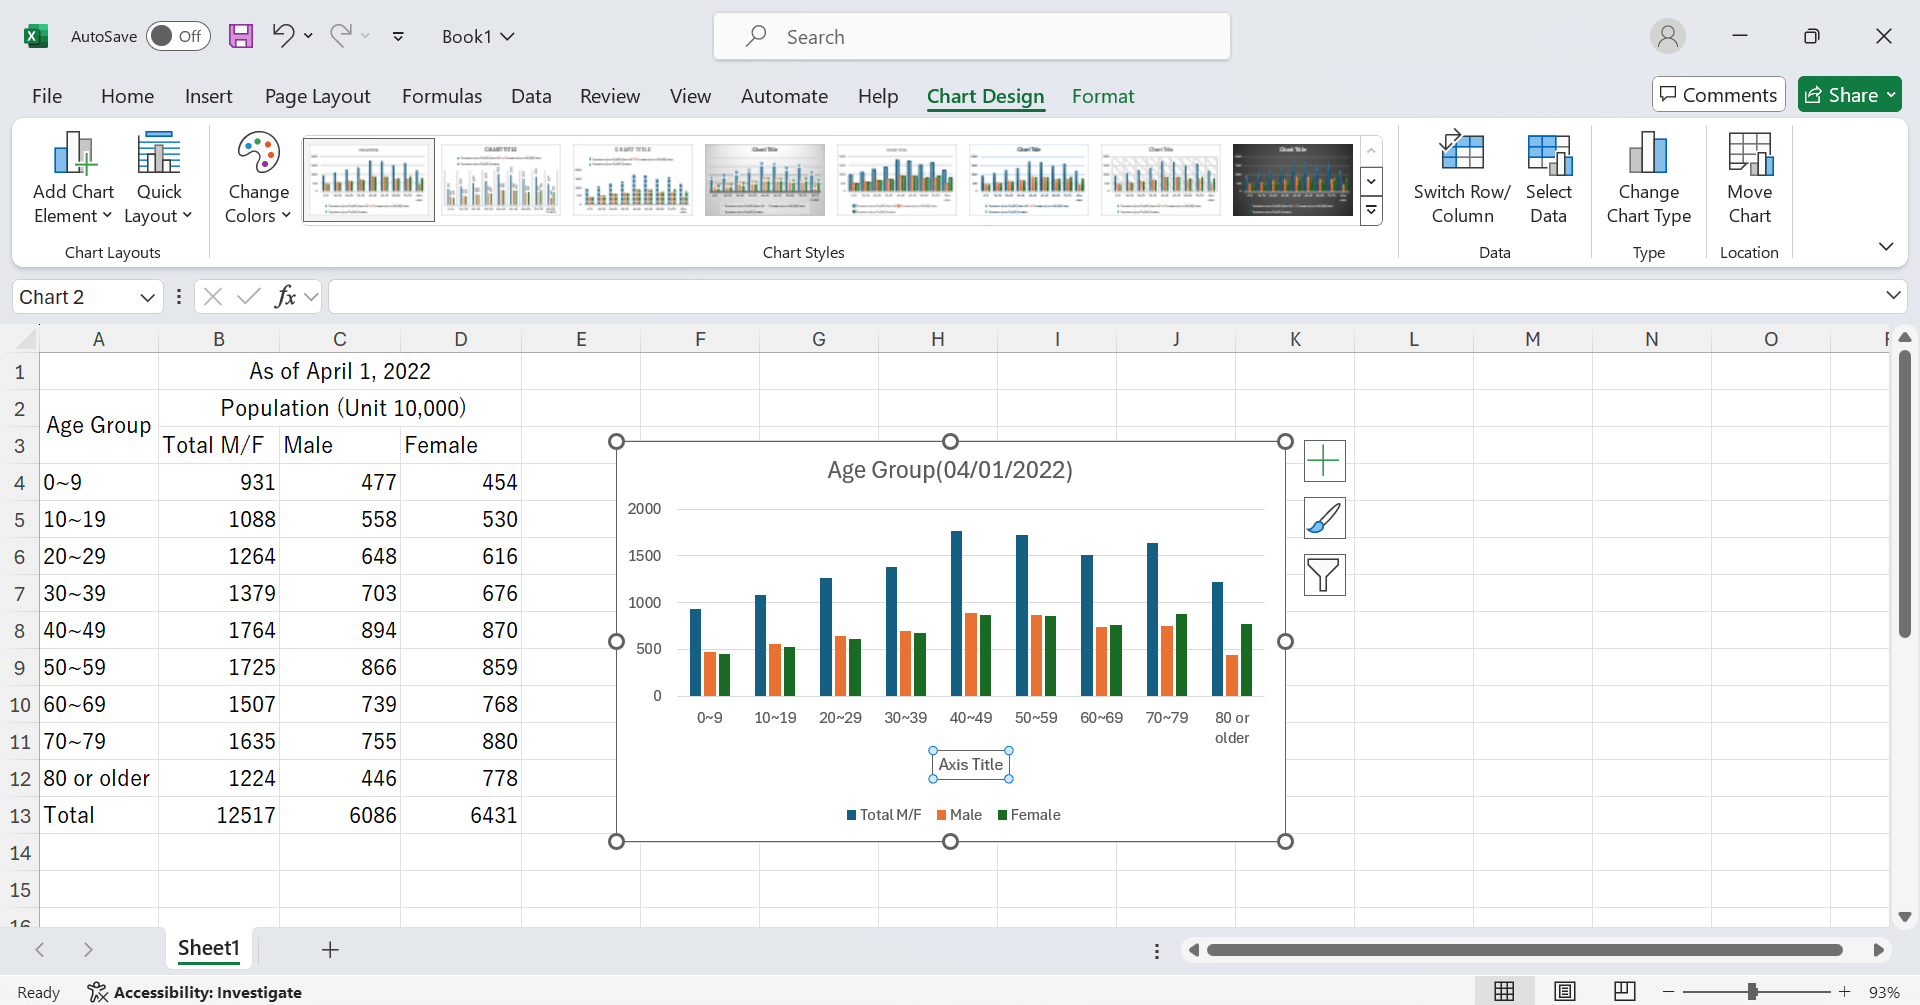 AutoSave Off Book1 Search
File Home Insert Page Layout Formulas Data Review View Automate Help Chart Design Format Comments Share
Add Chart Element
Quick Layout
Change Colors
Switch Row/ Column
Select Data
Change Chart Type
Move Chart
Chart Layouts Chart Styles Data Type Location
Chart 2 fx
A B C D E F G H I J K L M N O
1 As of April 1, 2022
2 Population (Unit 10,000)
Age Group
3 Total M/F Male Female
4 0~9 931 477 454
5 10~19 1088 558 530
6 20~29 1264 648 616
7 30~39 1379 703 676
8 40~49 1764 894 870
9 50~59 1725 866 859
10 60~69 1507 739 768
11 70~79 1635 755 880
12 80 or older 1224 446 778
13 Total 12517 6086 6431
14
15
16
Age Group(04/01/2022)
2000
1500
1000
500
0
0~9 10~19 20~29 30~39 40~49 50~59 60~69 70~79 80 or older
Axis Title
Total M/F Male Female
Sheet1
Ready Accessibility: Investigate 93%